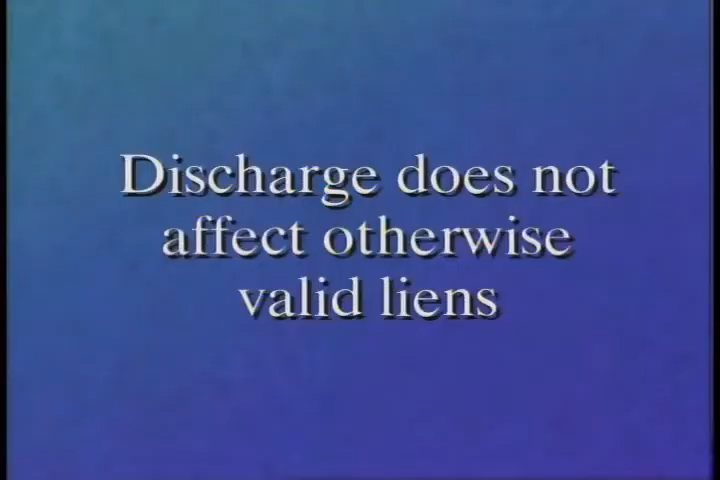 Discharge does not
affect otherwise
valid liens